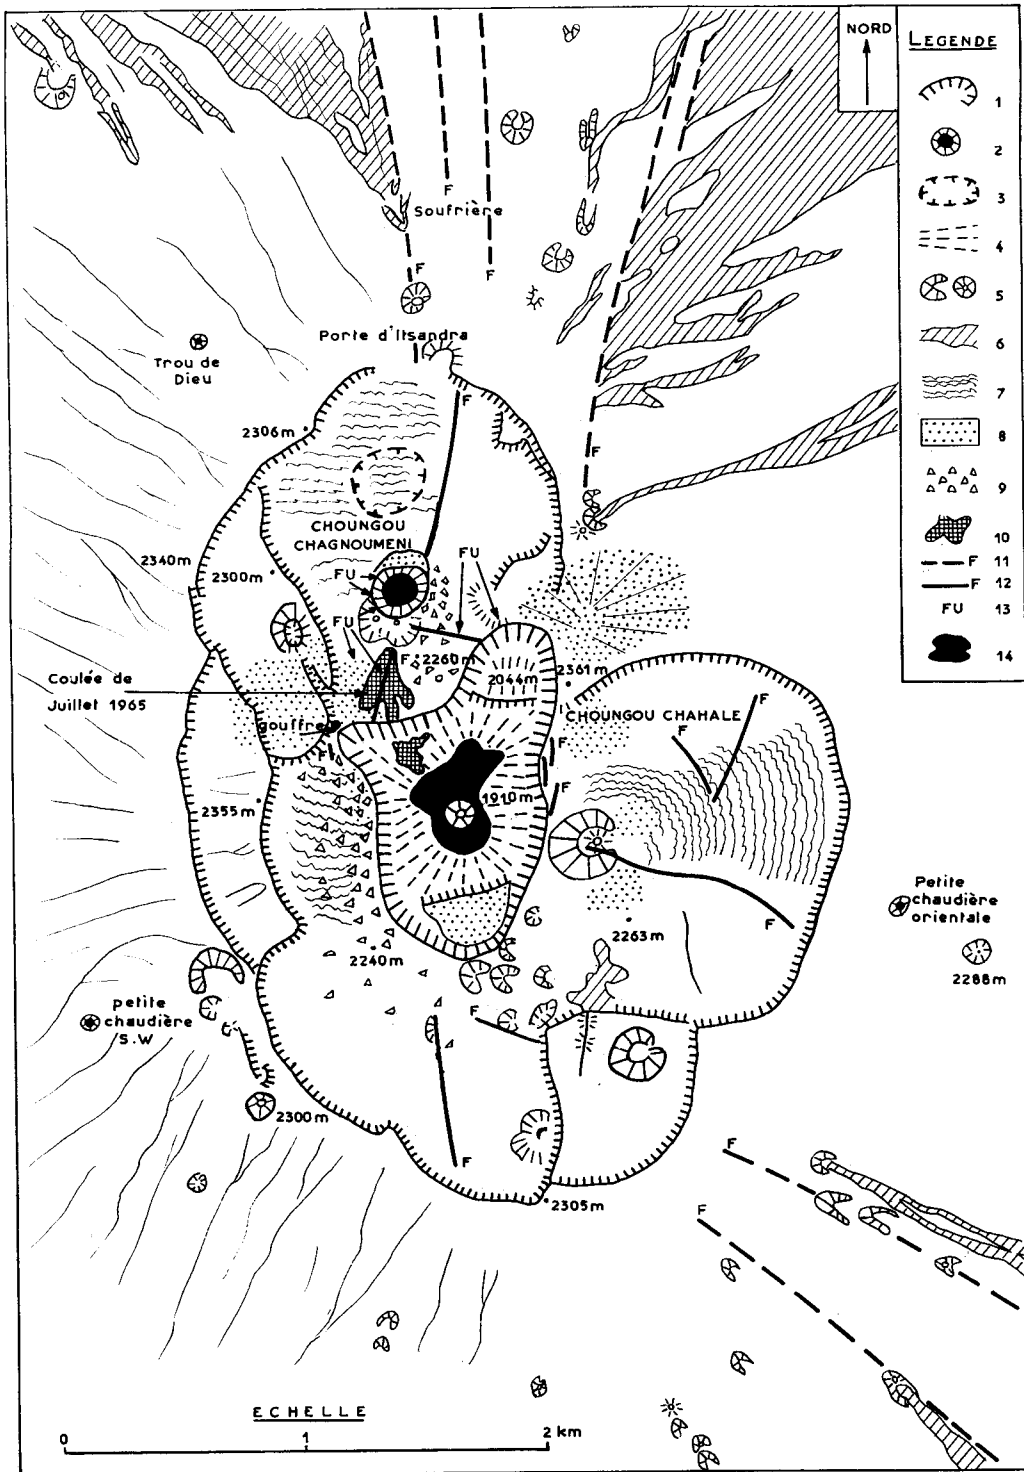 NORD
LEGENDE
1
2
3
4
5
6
7
8
9
10
F 11
F 12
FU 13
14
F
Soufrière
F
F
Porte d'Itsandra
Trou de
Dieu
F
F
2306m
CHOUNGOU
CHAGNOUMENI
2340m
2300m
FU
FU
FU
F
2260m
2044m
2361m
Coulée de
Juillet 1965
gouffre
CHOUNGOU CHAHALE
F
F
F
F
F
1910m
2355m
Petite
chaudière
orientale
F
2263m
2240m
2288m
petite
chaudière
S.W
F
2300m
F
2305m
F
F
ECHELLE
0 1 2 km